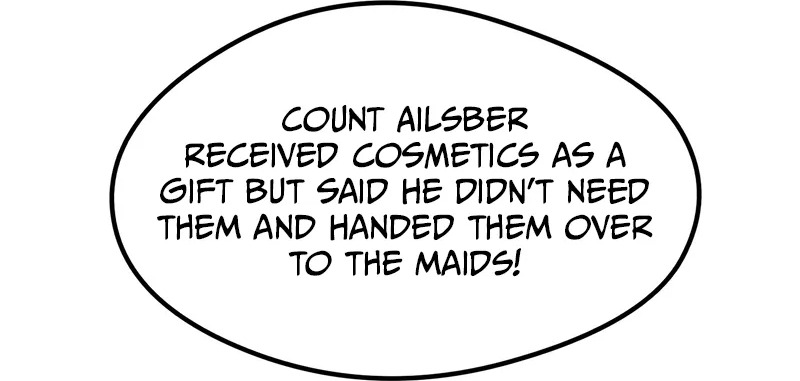 COUNT AILSBER
RECEIVED COSMETICS AS A
GIFT BUT SAID HE DIDN'T NEED
THEM AND HANDED THEM OVER
TO THE MAIDS!